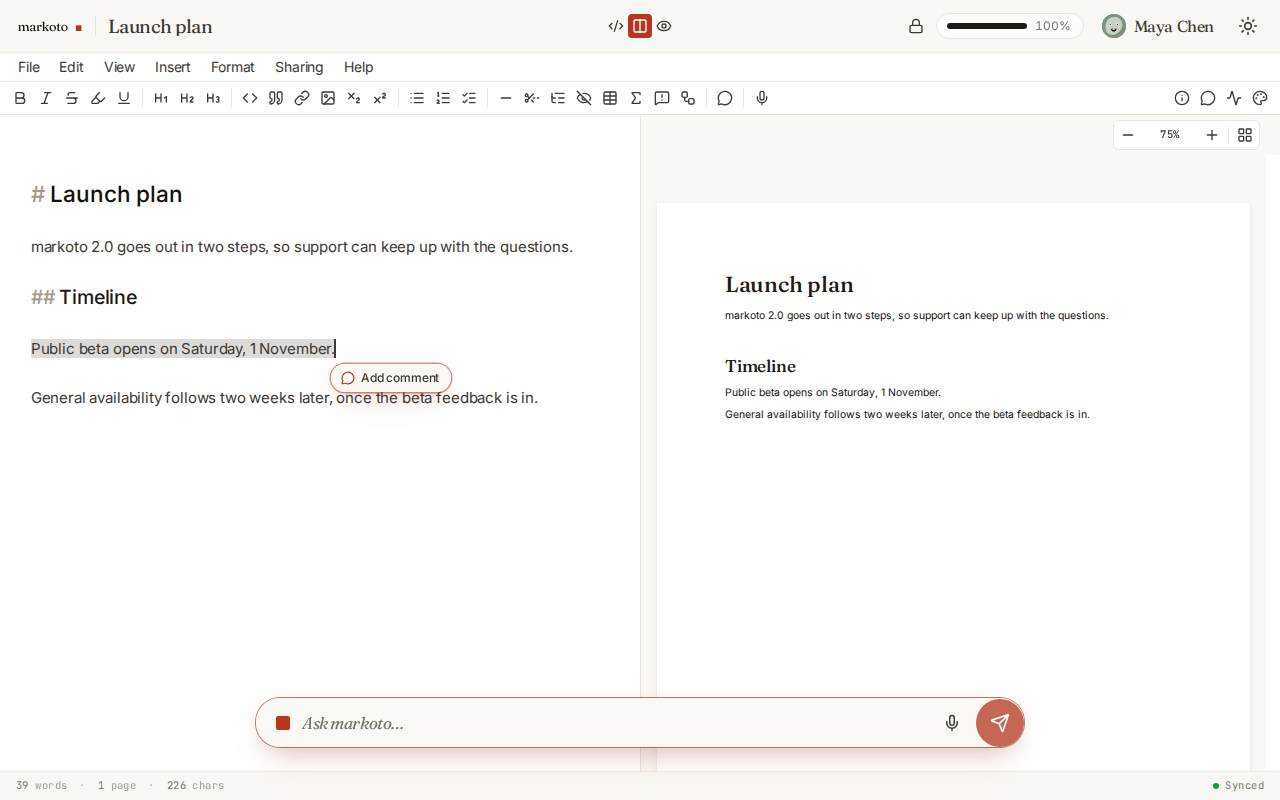 markoto
Launch plan
100%
Maya Chen
File Edit View Insert Format Sharing Help
H1 H2 H3
75%
# Launch plan
markoto 2.0 goes out in two steps, so support can keep up with the questions.
## Timeline
Public beta opens on Saturday, 1 November.
Add comment
General availability follows two weeks later, once the beta feedback is in.
Launch plan
markoto 2.0 goes out in two steps, so support can keep up with the questions.
Timeline
Public beta opens on Saturday, 1 November.
General availability follows two weeks later, once the beta feedback is in.
Ask markoto...
39 words · 1 page · 226 chars
Synced